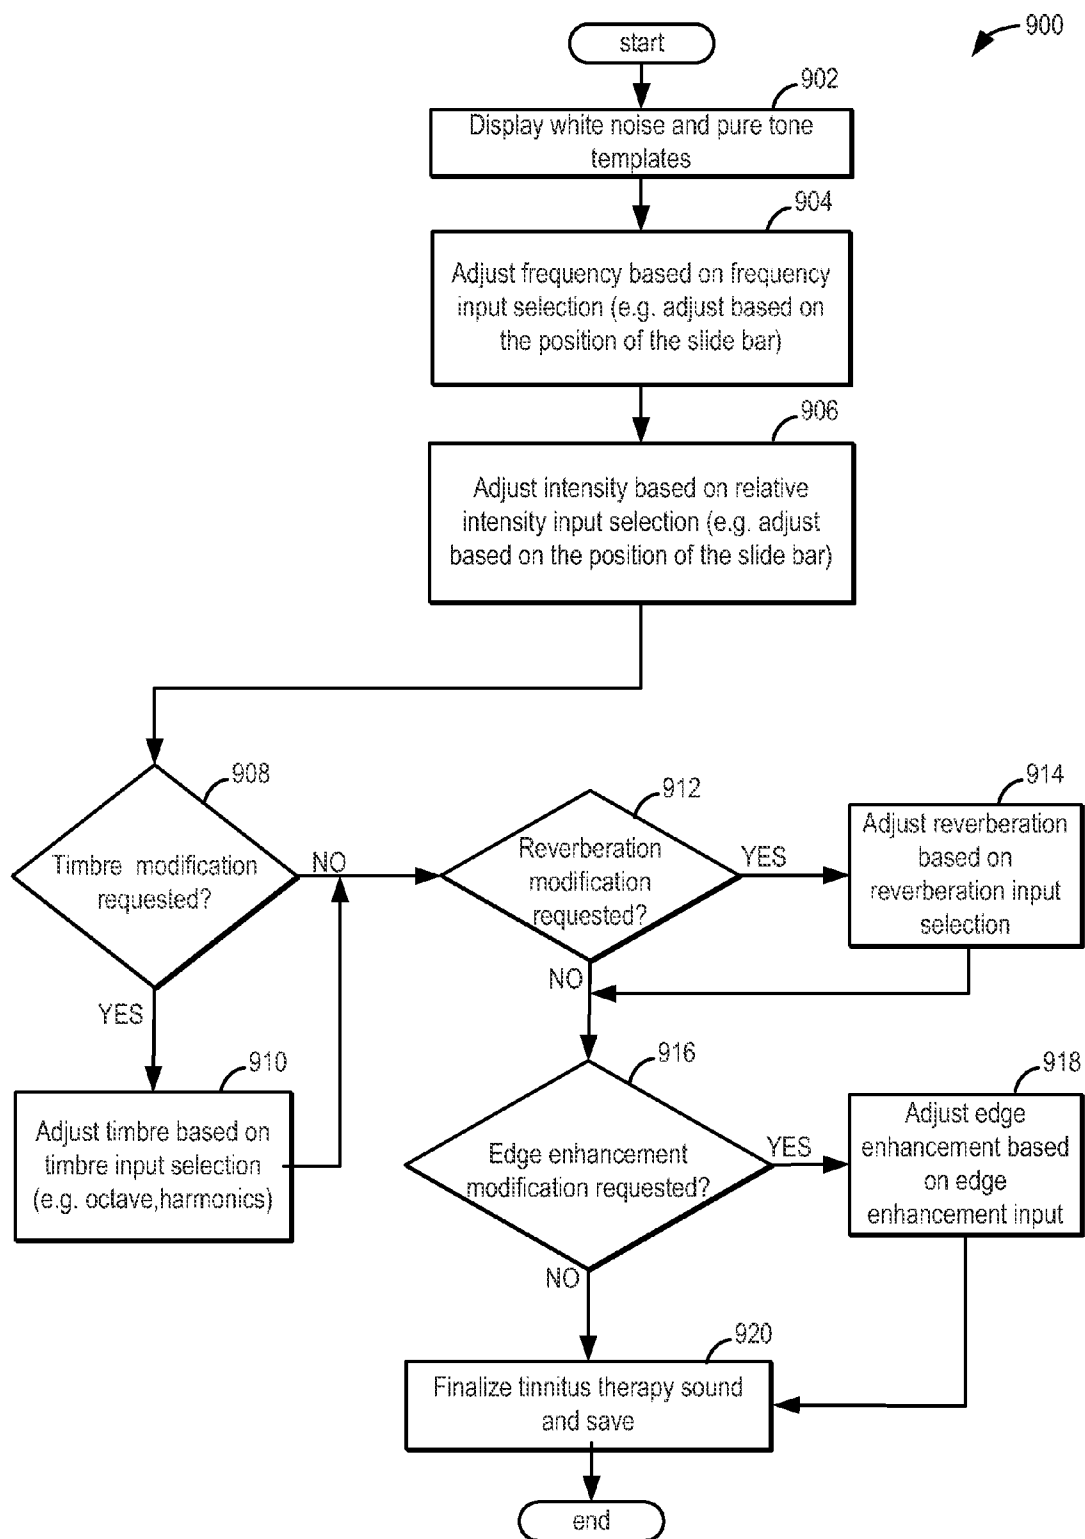 900
start
902
Display white noise and pure tone
templates
904
Adjust frequency based on frequency
input selection (e.g. adjust based on
the position of the slide bar)
906
Adjust intensity based on relative
intensity input selection (e.g. adjust
based on the position of the slide bar)
908
Timbre modification
requested?
NO
YES
910
Adjust timbre based on
timbre input selection
(e.g. octave,harmonics)
912
Reverberation
modification
requested?
YES
NO
914
Adjust reverberation
based on
reverberation input
selection
916
Edge enhancement
modification requested?
YES
NO
918
Adjust edge
enhancement based
on edge
enhancement input
920
Finalize tinnitus therapy sound
and save
end